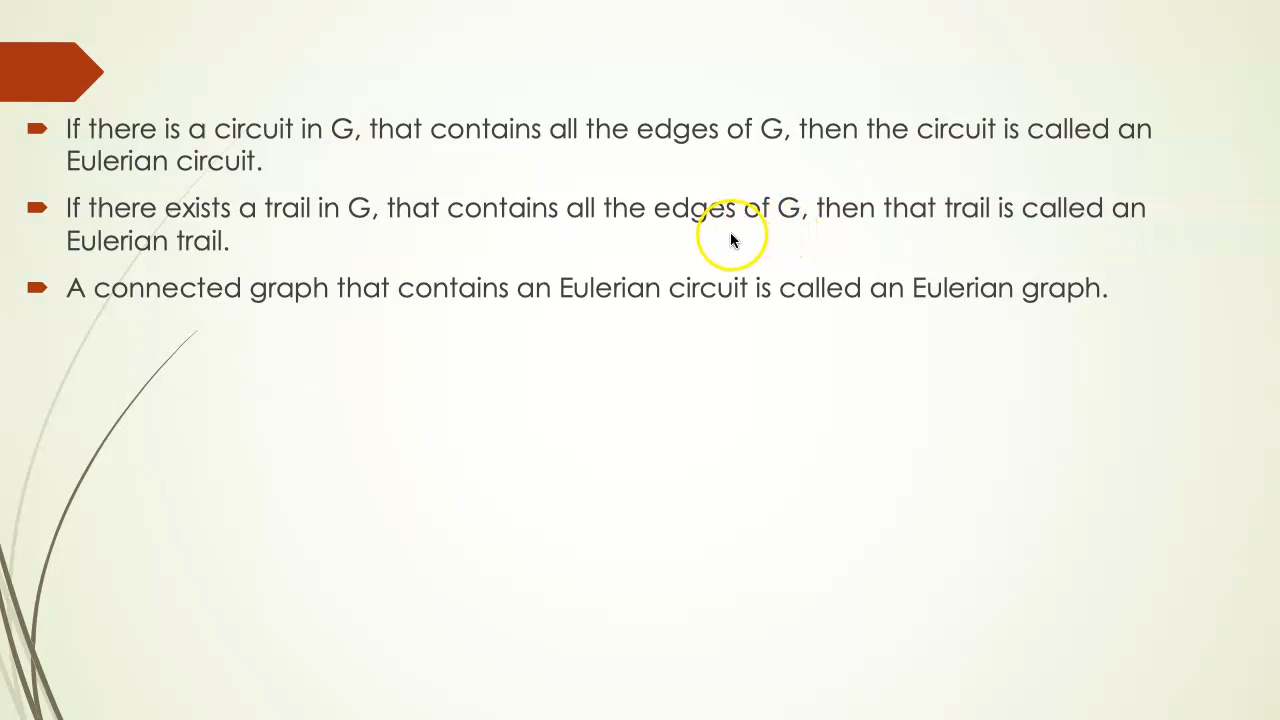 If there is a circuit in G, that contains all the edges of G, then the circuit is called an
Eulerian circuit.
If there exists a trail in G, that contains all the edges of G, then that trail is called an
Eulerian trail.
A connected graph that contains an Eulerian circuit is called an Eulerian graph.